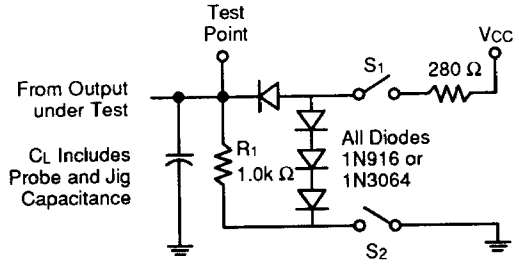 Test
Point
VCC
S1
280 Ω
From Output
under Test
R1
1.0k Ω
All Diodes
1N916 or
1N3064
CL Includes
Probe and Jig
Capacitance
S2